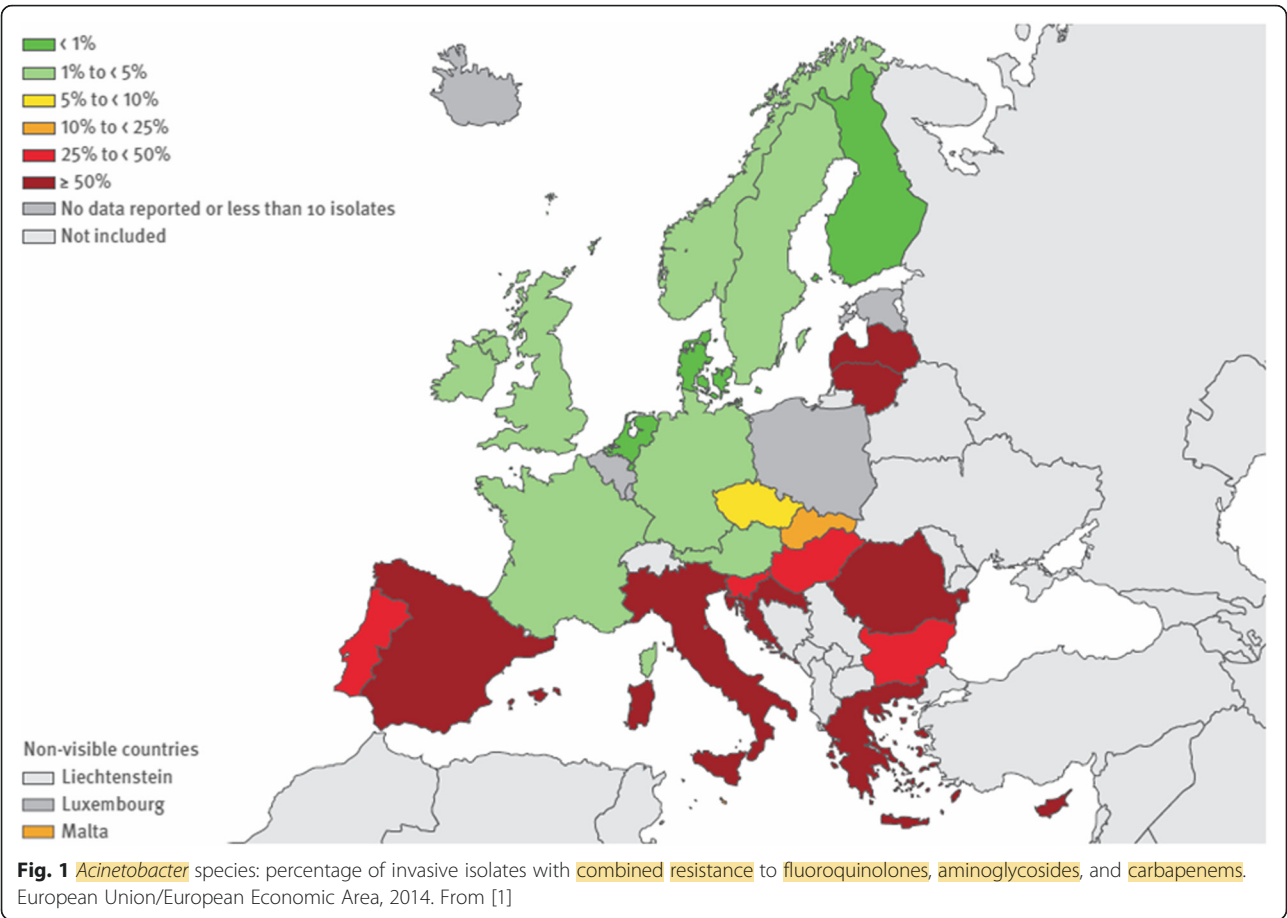 < 1%
1% to < 5%
5% to < 10%
10% to < 25%
25% to < 50%
≥ 50%
No data reported or less than 10 isolates
Not included
Non-visible countries
Liechtenstein
Luxembourg
Malta
Fig. 1 Acinetobacter species: percentage of invasive isolates with combined resistance to fluoroquinolones, aminoglycosides, and carbapenems.
European Union/European Economic Area, 2014. From [1]